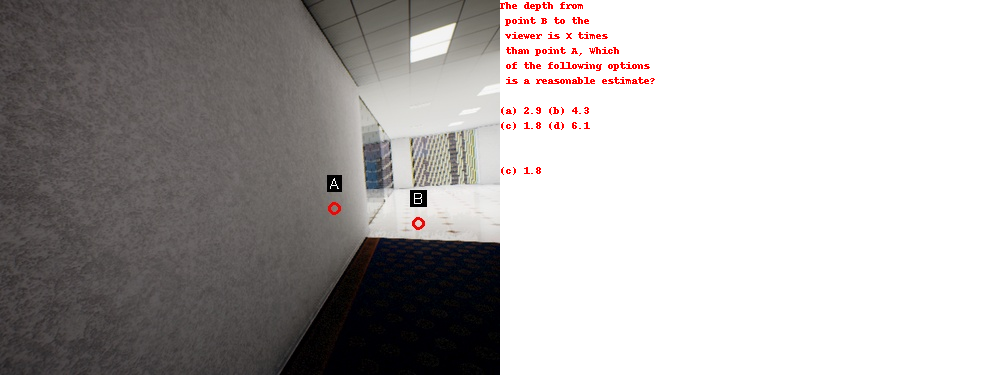 A
B
The depth from
point B to the
viewer is X times
than point A, Which
of the following options
is a reasonable estimate?
(a) 2.9 (b) 4.3
(c) 1.8 (d) 6.1
(c) 1.8